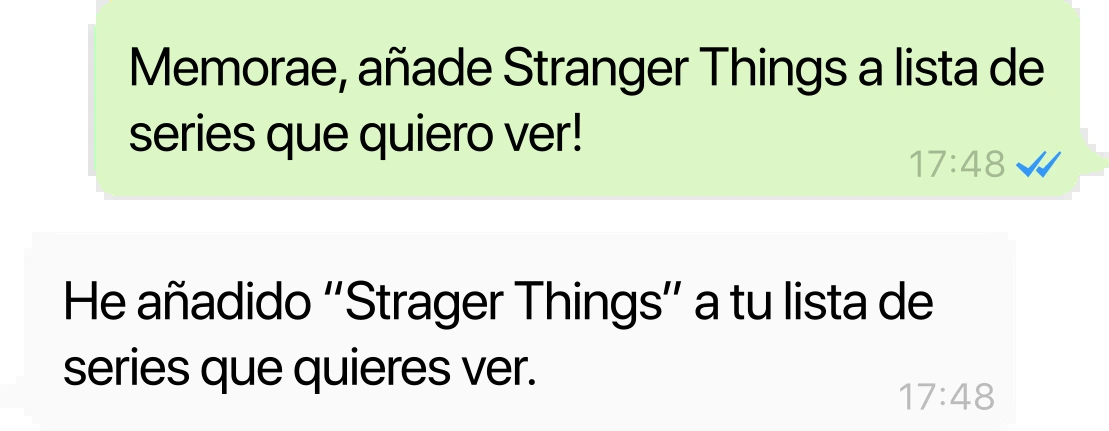 Memorae, añade Stranger Things a lista de
series que quiero ver!
17:48
He añadido “Strager Things” a tu lista de
series que quieres ver.
17:48